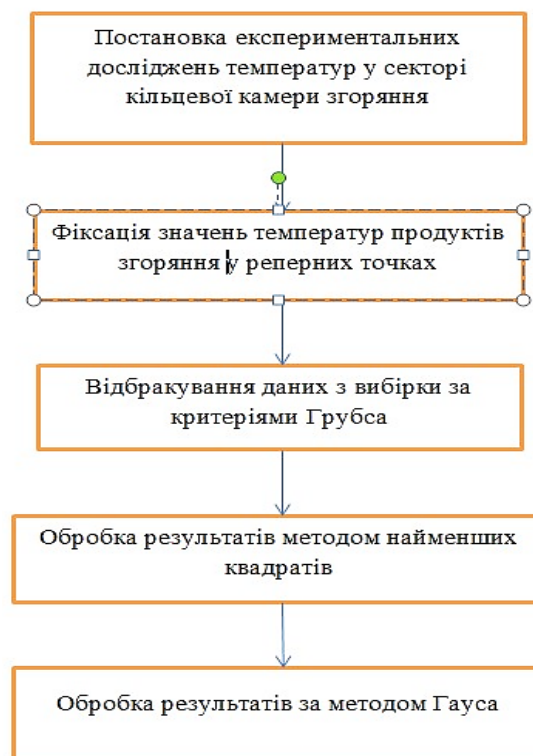 Постановка експериментальних
досліджень температур у секторі
кільцевої камери згоряння
Фіксація значень температур продуктів
згоряння у реперних точках
Відбракування даних з вибірки за
критеріями Грубса
Обробка результатів методом найменших
квадратів
Обробка результатів за методом Гауса